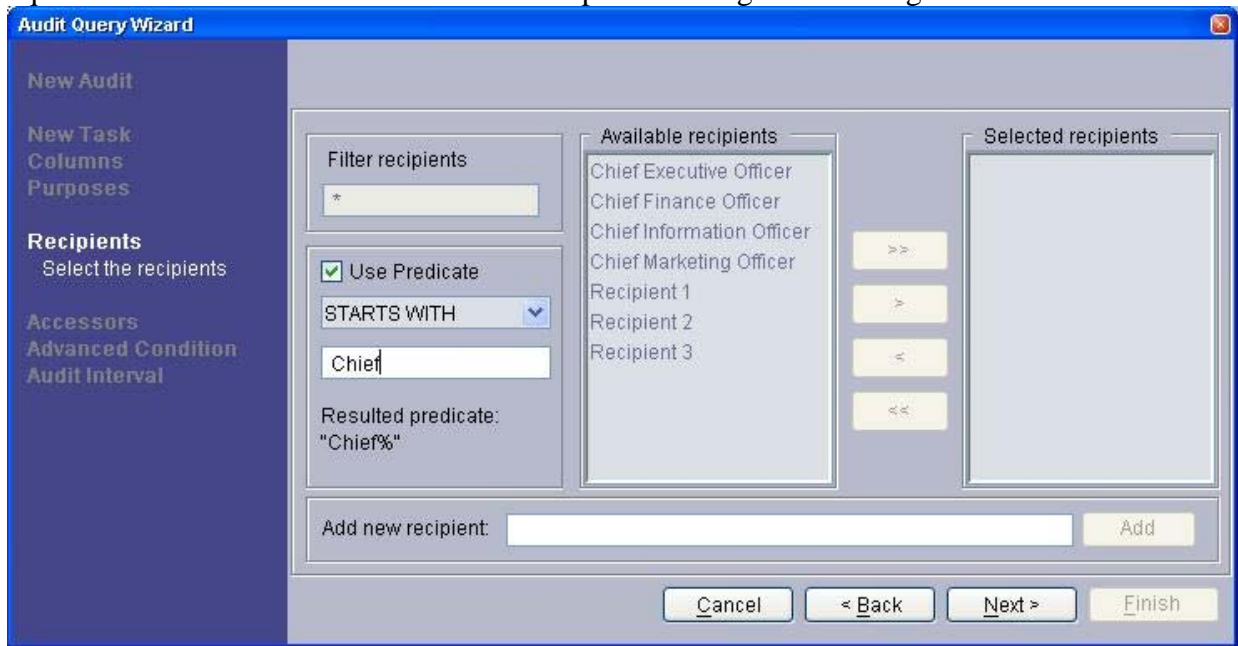 Audit Query Wizard
New Audit
New Task
Columns
Purposes
Recipients
Select the recipients
Accessors
Advanced Condition
Audit Interval
Filter recipients
*
Use Predicate
STARTS WITH
Chief
Resulted predicate:
"Chief%"
Available recipients
Chief Executive Officer
Chief Finance Officer
Chief Information Officer
Chief Marketing Officer
Recipient 1
Recipient 2
Recipient 3
>>
>
<
<<
Selected recipients
Add new recipient:
Add
Cancel
< Back
Next >
Finish